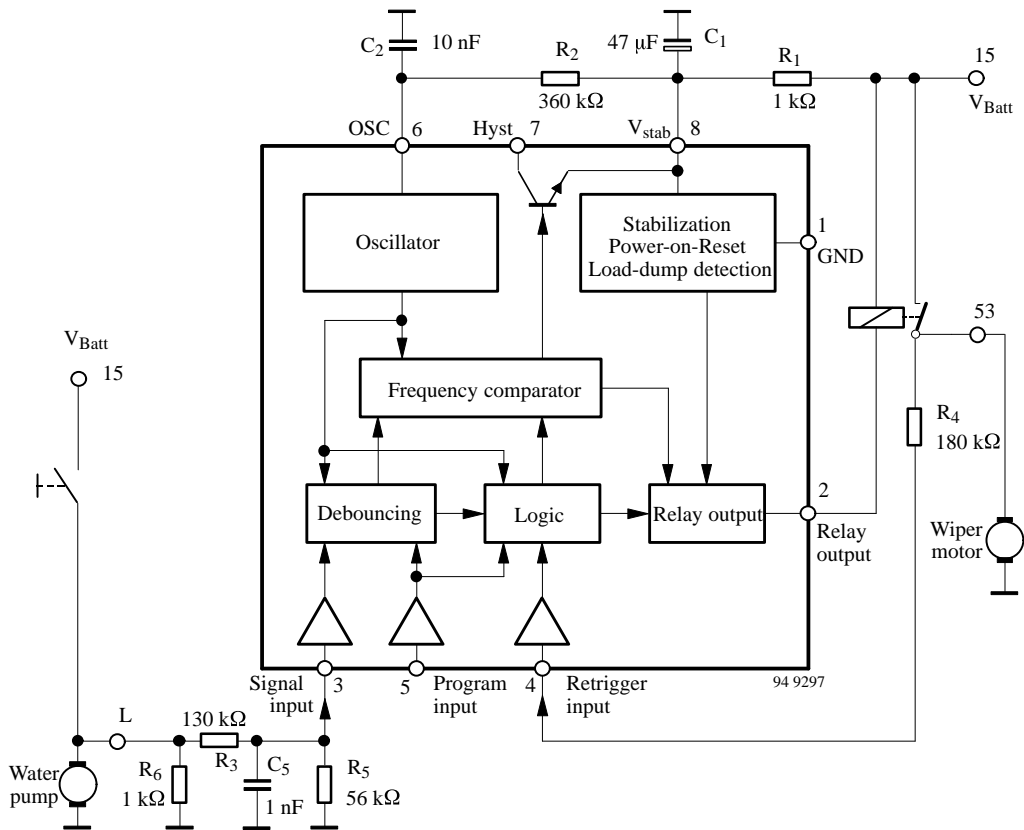 C2
10 nF
R2
360 kΩ
47 μF
C1
R1
1 kΩ
15
VBatt
OSC
6
Hyst
7
Vstab
8
Oscillator
Stabilization
Power-on-Reset
Load-dump detection
1
GND
53
VBatt
15
Frequency comparator
R4
180 kΩ
Debouncing
Logic
Relay output
2
Relay
output
Wiper
motor
Signal
input
3
5
Program
input
4
Retrigger
input
94 9297
L
130 kΩ
R3
Water
pump
R6
1 kΩ
C5
1 nF
R5
56 kΩ